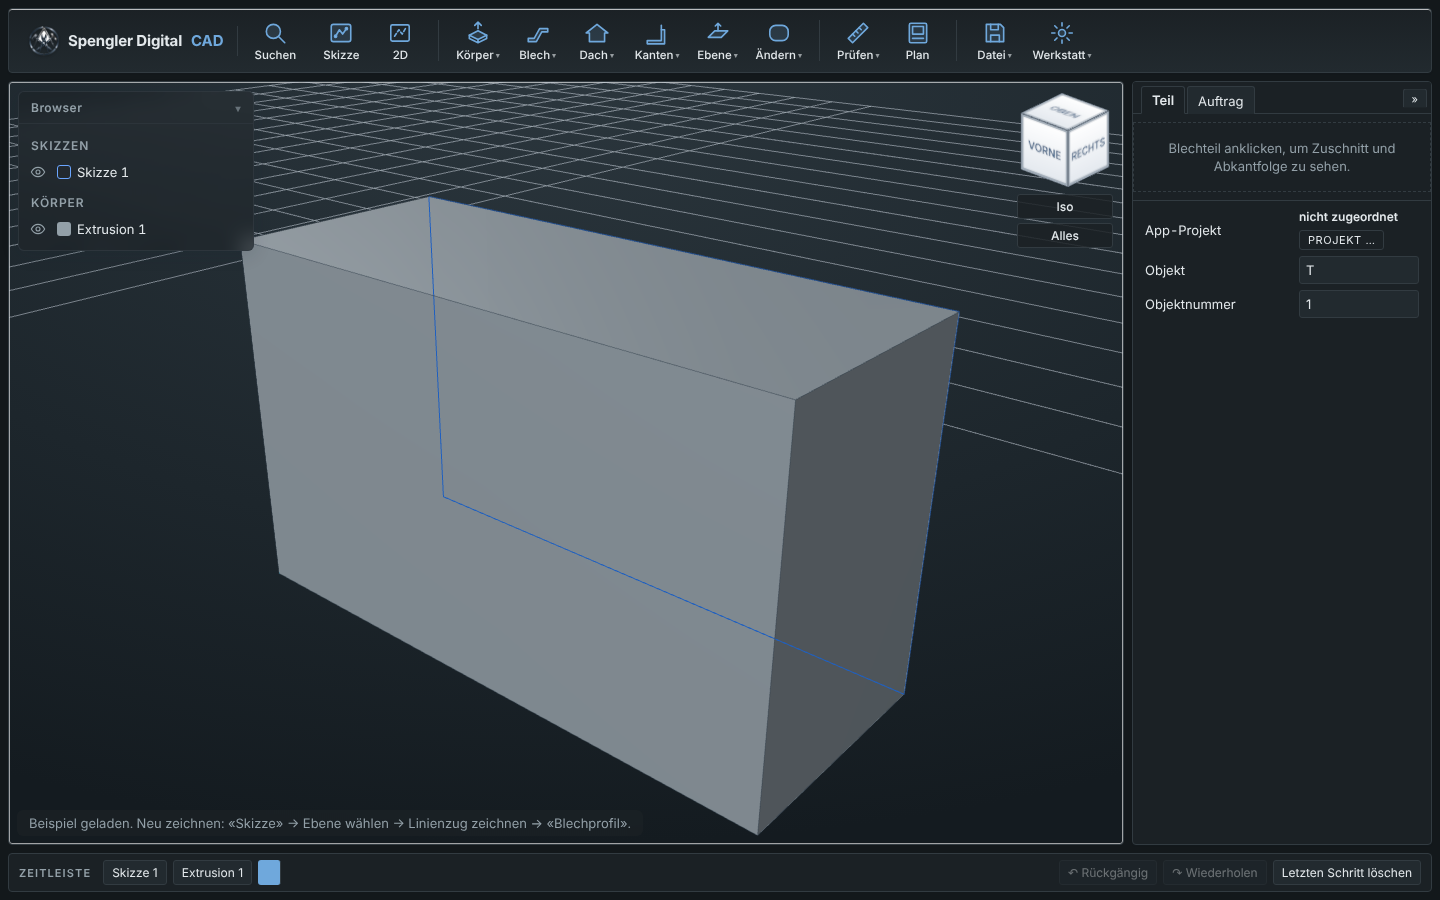 Spengler Digital CAD
Suchen
Skizze
2D
Körper
Blech
Dach
Kanten
Ebene
Ändern
Prüfen
Plan
Datei
Werkstatt
Browser
SKIZZEN
Skizze 1
KÖRPER
Extrusion 1
OBEN
VORNE
RECHTS
Iso
Alles
Beispiel geladen. Neu zeichnen: «Skizze» → Ebene wählen → Linienzug zeichnen → «Blechprofil».
Teil
Auftrag
»
Blechteil anklicken, um Zuschnitt und
Abkantfolge zu sehen.
App-Projekt
nicht zugeordnet
PROJEKT …
Objekt
T
Objektnummer
1
ZEITLEISTE
Skizze 1
Extrusion 1
↶ Rückgängig
↷ Wiederholen
Letzten Schritt löschen